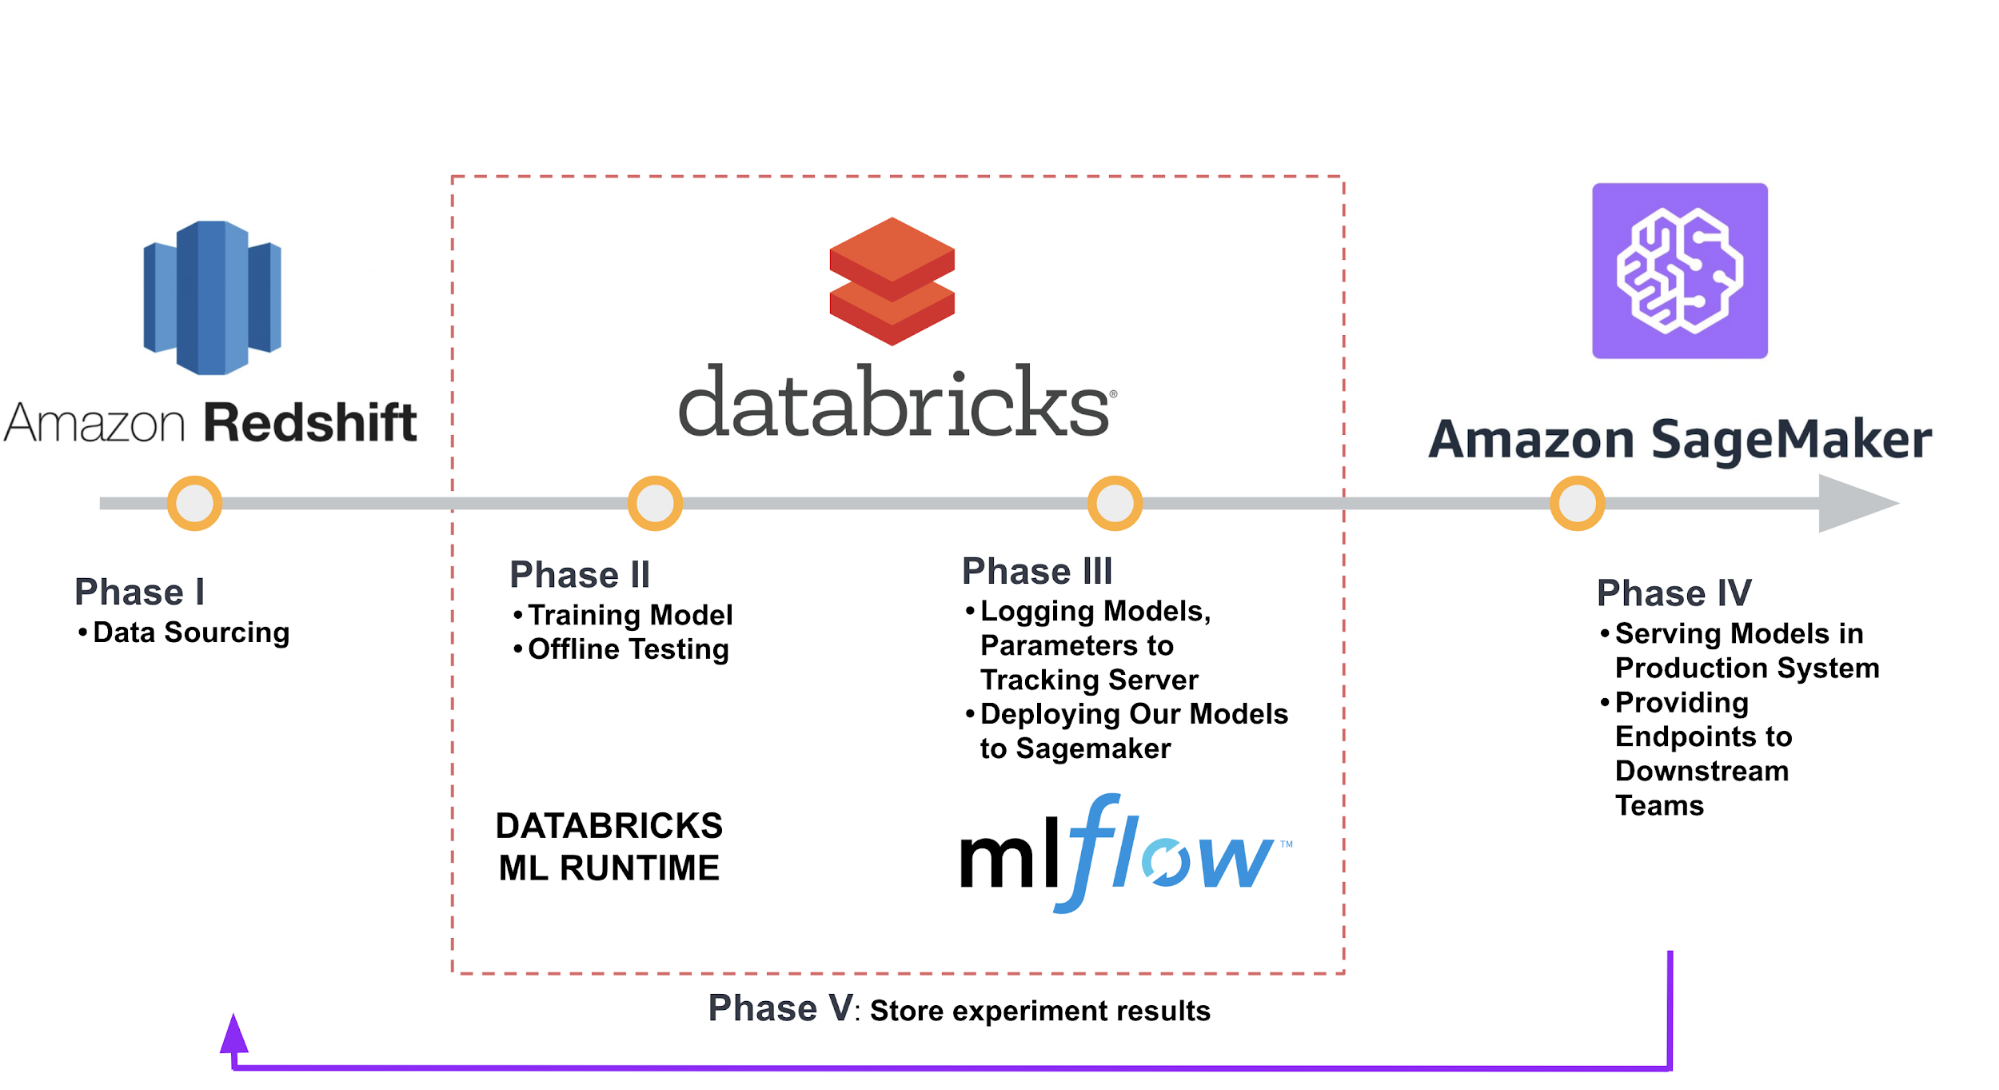 Amazon Redshift
databricks®
Amazon SageMaker
Phase I
• Data Sourcing
Phase II
• Training Model
• Offline Testing
DATABRICKS
ML RUNTIME
Phase III
• Logging Models,
Parameters to
Tracking Server
• Deploying Our Models
to Sagemaker
mlflow™
Phase IV
• Serving Models in
Production System
• Providing
Endpoints to
Downstream
Teams
Phase V: Store experiment results